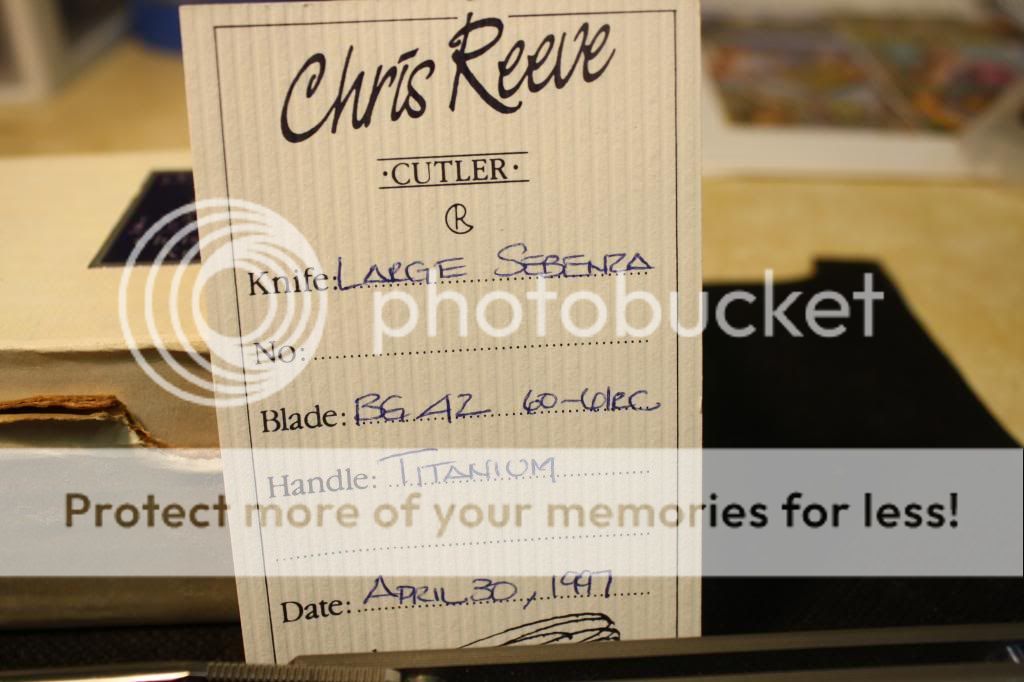 Chris Reeve
·CUTLER·
R
Knife: LARGE SEBENZA
No:
Blade: BG 42 60-61RC
Handle: TITANIUM
Date: APRIL 30, 1997
photobucket
Protect more of your memories for less!